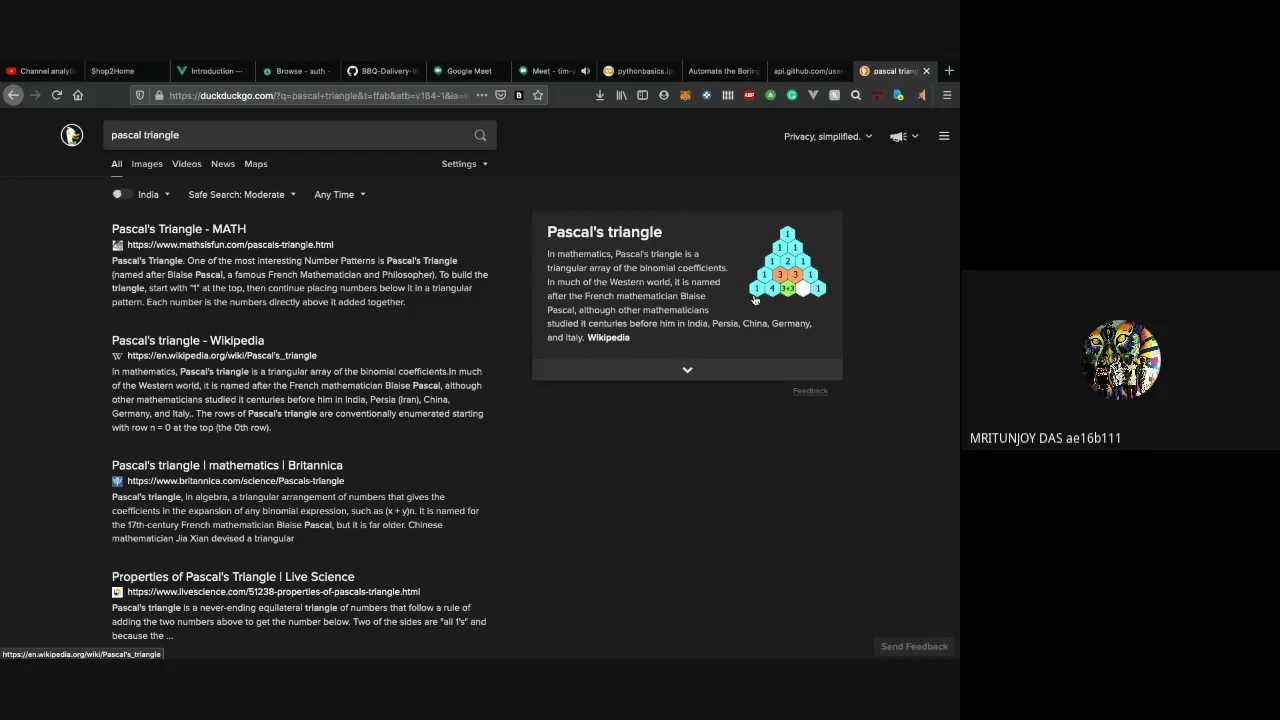 Channel analyti
Shop2Home
Introduction —
Browse - auth
BBQ-Delivery-W
Google Meet
Meet - tim-y
pythonbasics.ip
Automate the Boring
api.github.com/user
pascal triang
https://duckduckgo.com/?q=pascal+triangle&t=ffab&atb=v184-1&ia=
pascal triangle
Privacy, simplified.
All Images Videos News Maps
Settings
India Safe Search: Moderate Any Time
Pascal's Triangle - MATH
https://www.mathsisfun.com/pascals-triangle.html
Pascal's Triangle. One of the most interesting Number Patterns is Pascal's Triangle
(named after Blaise Pascal, a famous French Mathematician and Philosopher). To build the
triangle, start with "1" at the top, then continue placing numbers below it in a triangular
pattern. Each number is the numbers directly above it added together.
Pascal's triangle - Wikipedia
https://en.wikipedia.org/wiki/Pascal's_triangle
In mathematics, Pascal's triangle is a triangular array of the binomial coefficients.In much
of the Western world, it is named after the French mathematician Blaise Pascal, although
other mathematicians studied it centuries before him in India, Persia (Iran), China,
Germany, and Italy.. The rows of Pascal's triangle are conventionally enumerated starting
with row n = 0 at the top (the 0th row).
Pascal's triangle | mathematics | Britannica
https://www.britannica.com/science/Pascals-triangle
Pascal's triangle, in algebra, a triangular arrangement of numbers that gives the
coefficients in the expansion of any binomial expression, such as (x + y)n. It is named for
the 17th-century French mathematician Blaise Pascal, but it is far older. Chinese
mathematician Jia Xian devised a triangular
Properties of Pascal's Triangle | Live Science
https://www.livescience.com/51238-properties-of-pascals-triangle.html
Pascal's triangle is a never-ending equilateral triangle of numbers that follow a rule of
adding the two numbers above to get the number below. Two of the sides are "all 1's" and
because the ...
Pascal's triangle
In mathematics, Pascal's triangle is a
triangular array of the binomial coefficients.
In much of the Western world, it is named
after the French mathematician Blaise
Pascal, although other mathematicians
studied it centuries before him in India, Persia, China, Germany,
and Italy. Wikipedia
1
1 1
1 2 1
1 3 3 1
1 4 3+3 1
Feedback
Send Feedback
https://en.wikipedia.org/wiki/Pascal's_triangle
MRITUNJOY DAS ae16b111